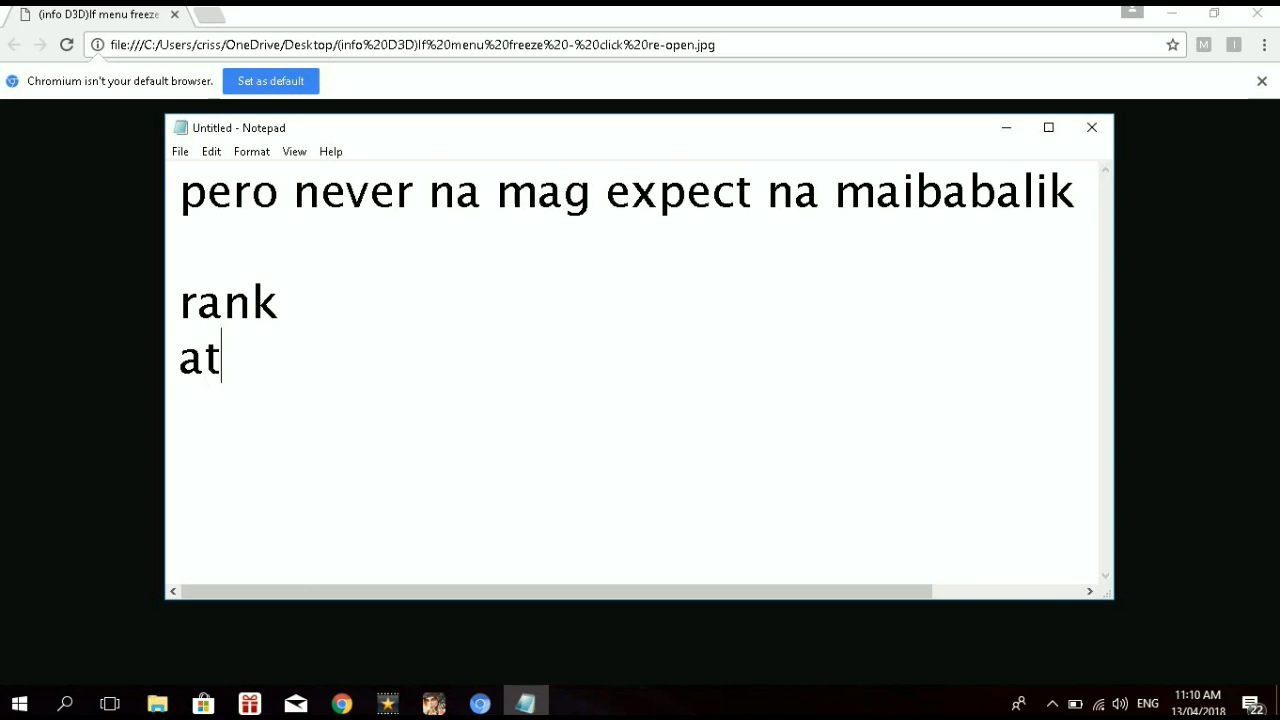 (info D3D)If menu freeze
file:///C:/Users/criss/OneDrive/Desktop/(info%20D3D)If%20menu%20freeze%20-%20click%20re-open.jpg
M
I
Chromium isn't your default browser.
Set as default
Untitled - Notepad
File Edit Format View Help
pero never na mag expect na maibabalik
rank
at
ENG
11:10 AM
13/04/2018
22